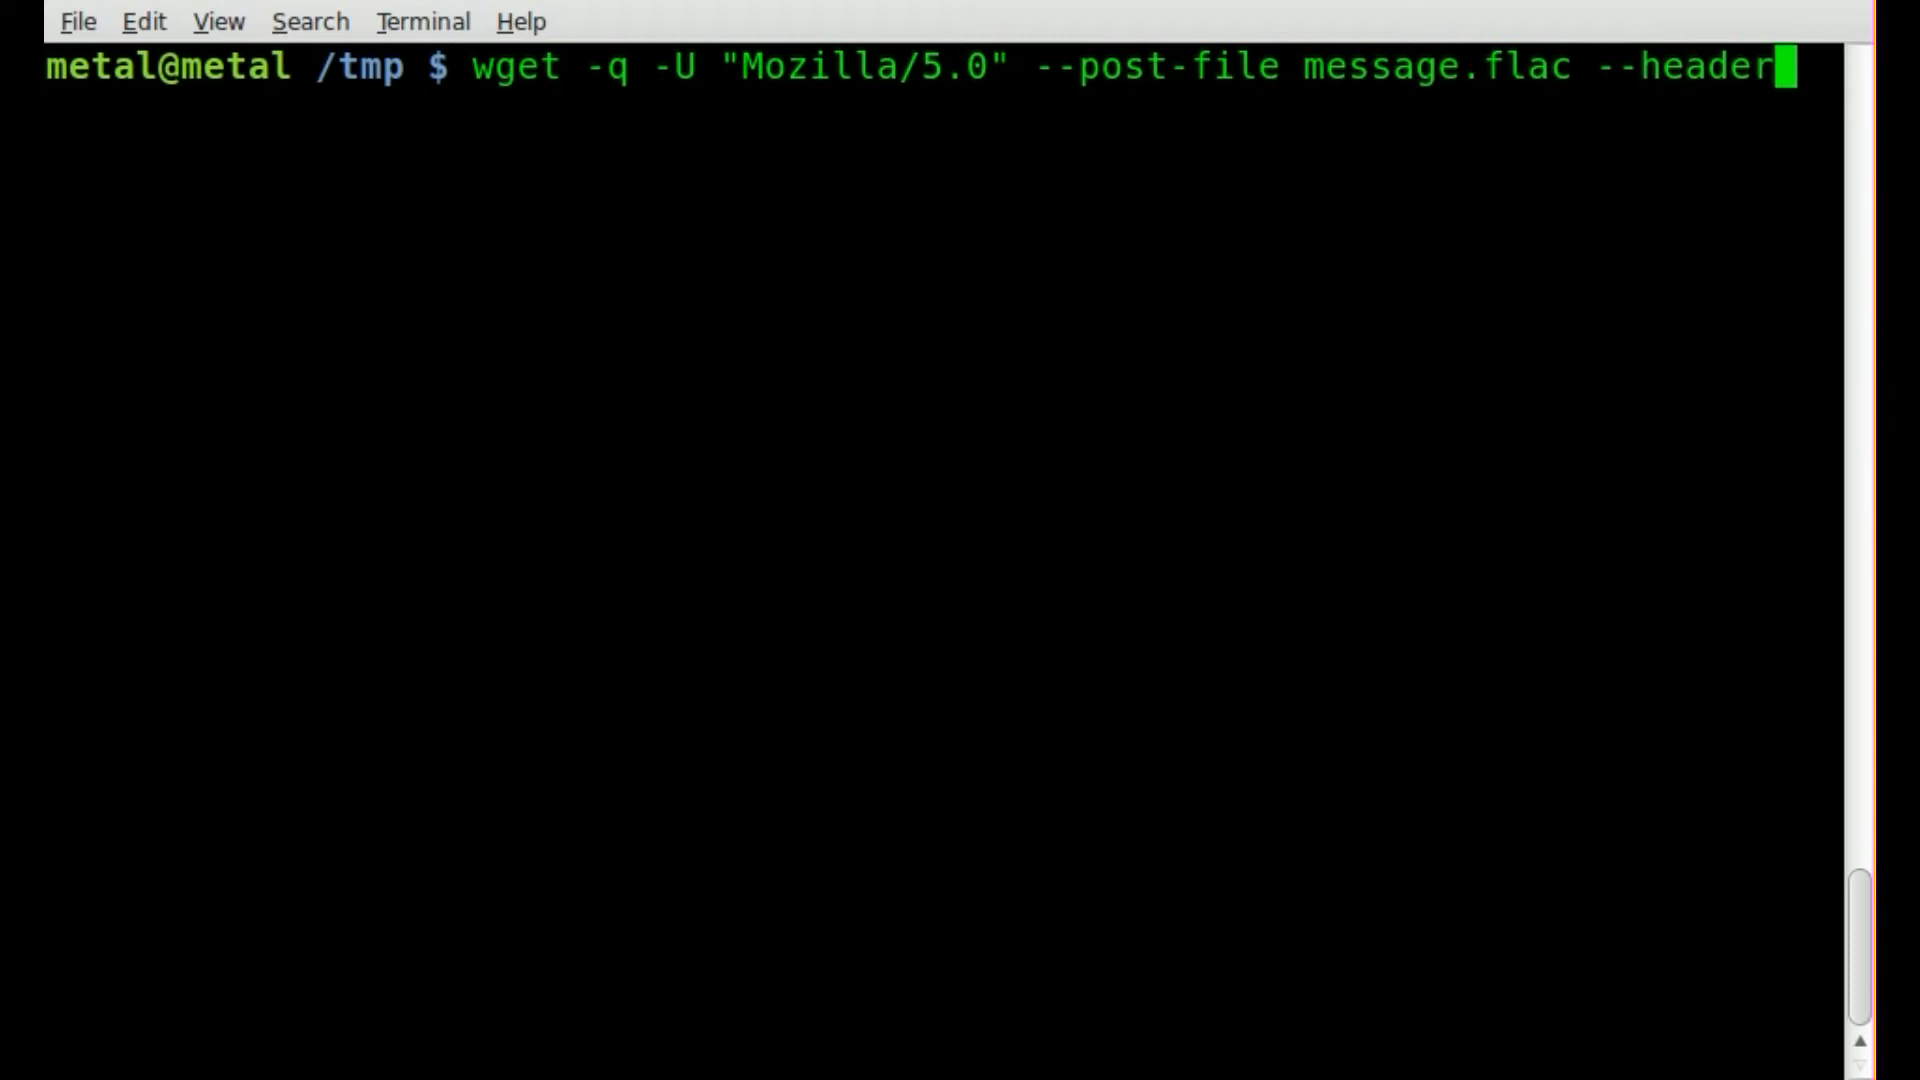 File Edit View Search Terminal Help
metal@metal /tmp $ wget -q -U "Mozilla/5.0" --post-file message.flac --header